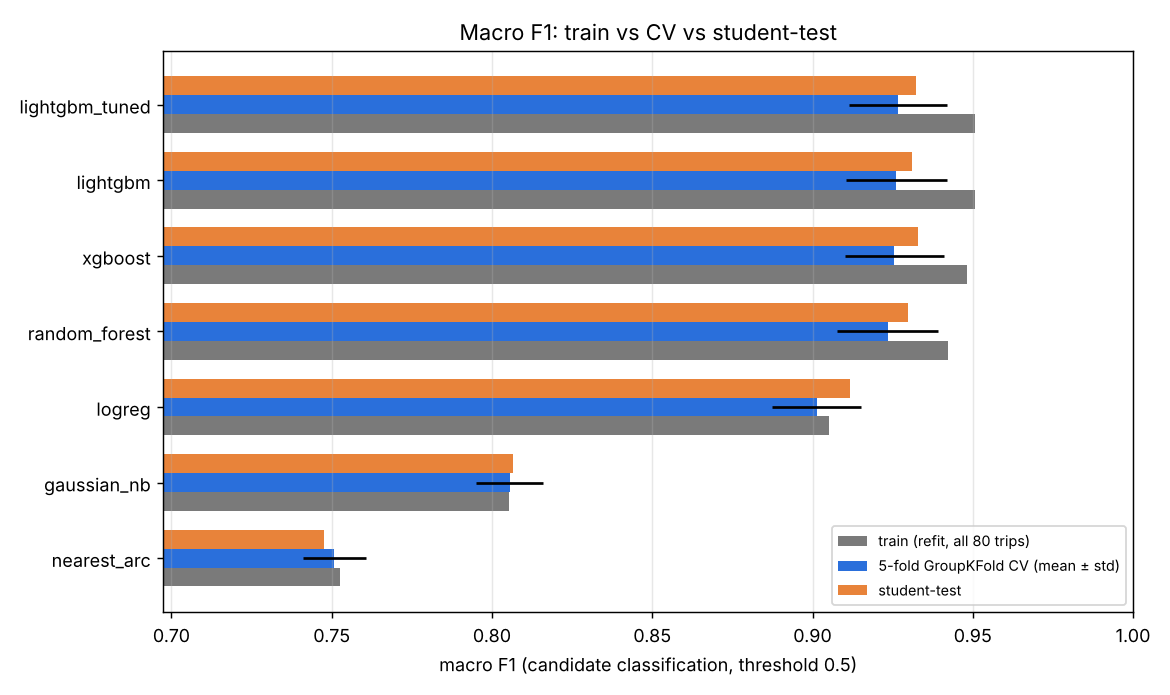 Macro F1: train vs CV vs student-test
lightgbm_tuned
lightgbm
xgboost
random_forest
logreg
gaussian_nb
nearest_arc
train (refit, all 80 trips)
5-fold GroupKFold CV (mean ± std)
student-test
0.70 0.75 0.80 0.85 0.90 0.95 1.00
macro F1 (candidate classification, threshold 0.5)